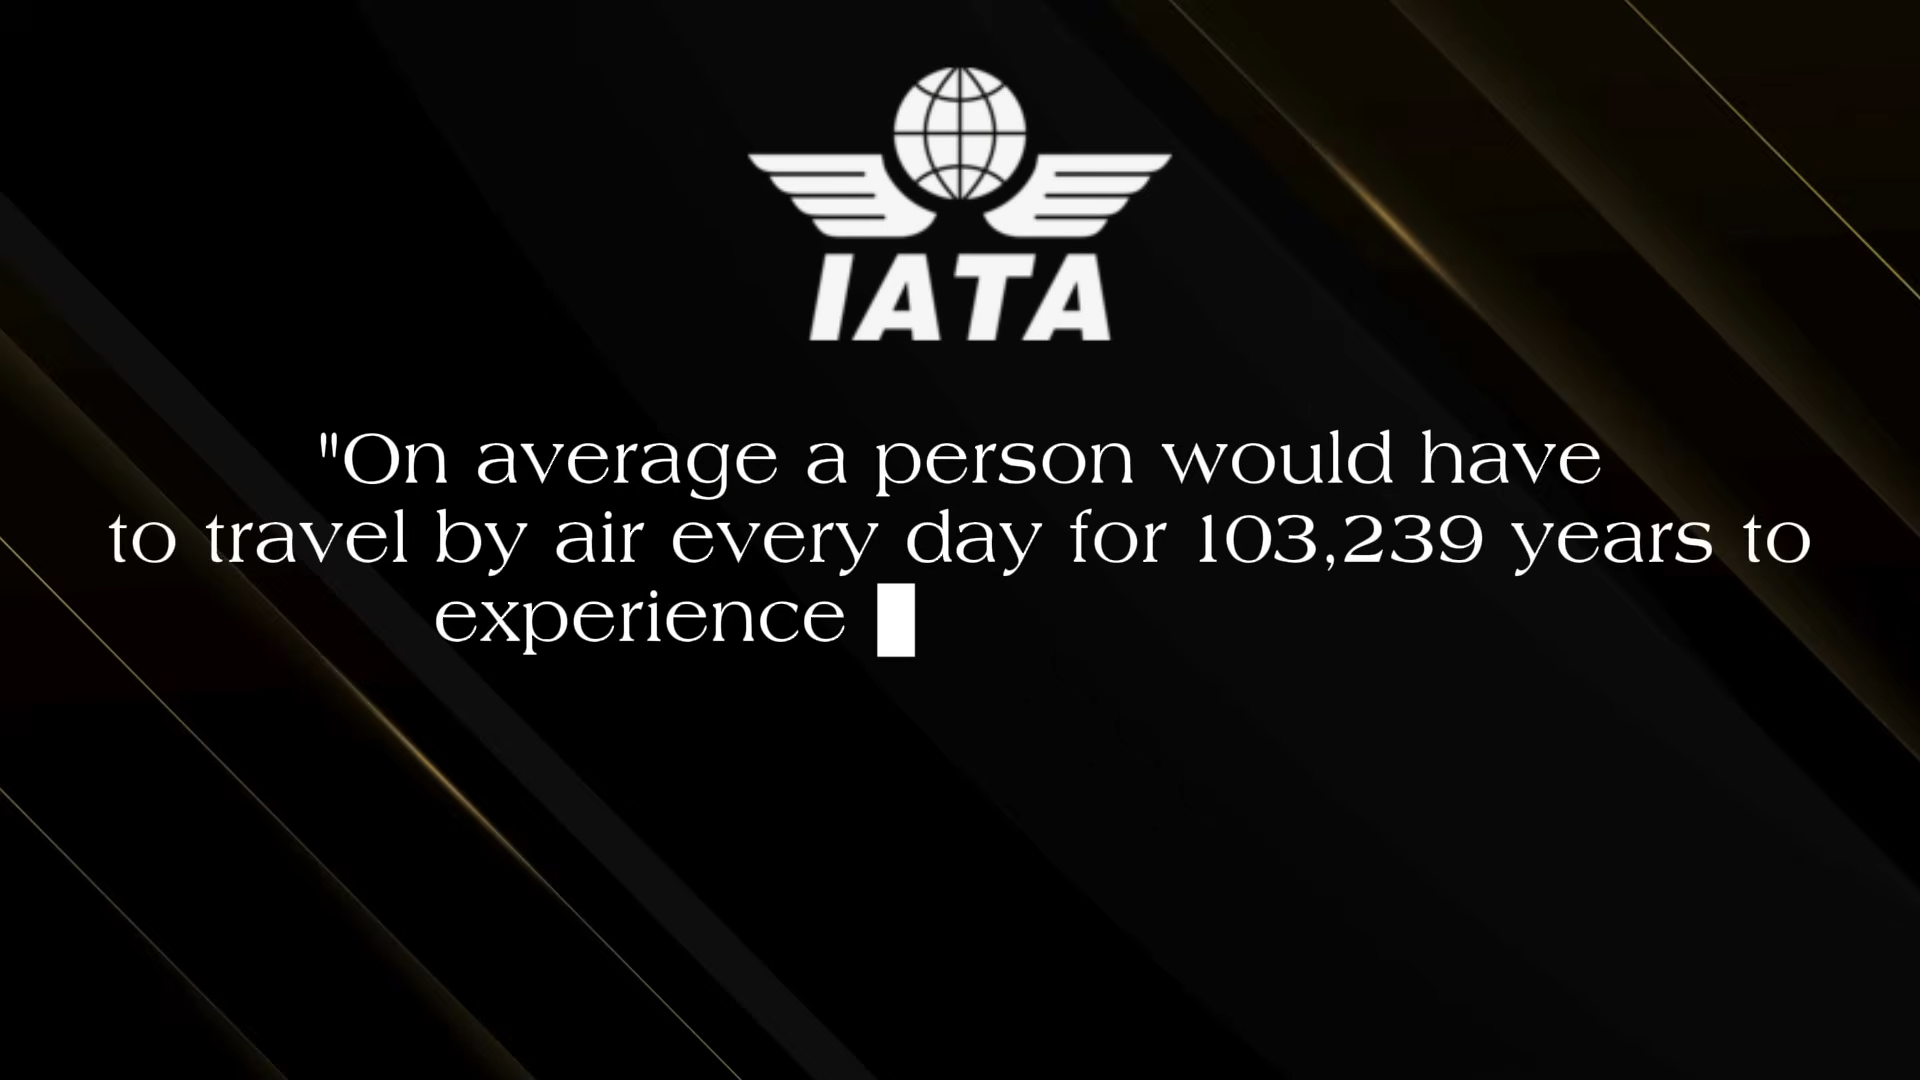 IATA
"On average a person would have
to travel by air every day for 103,239 years to
experience